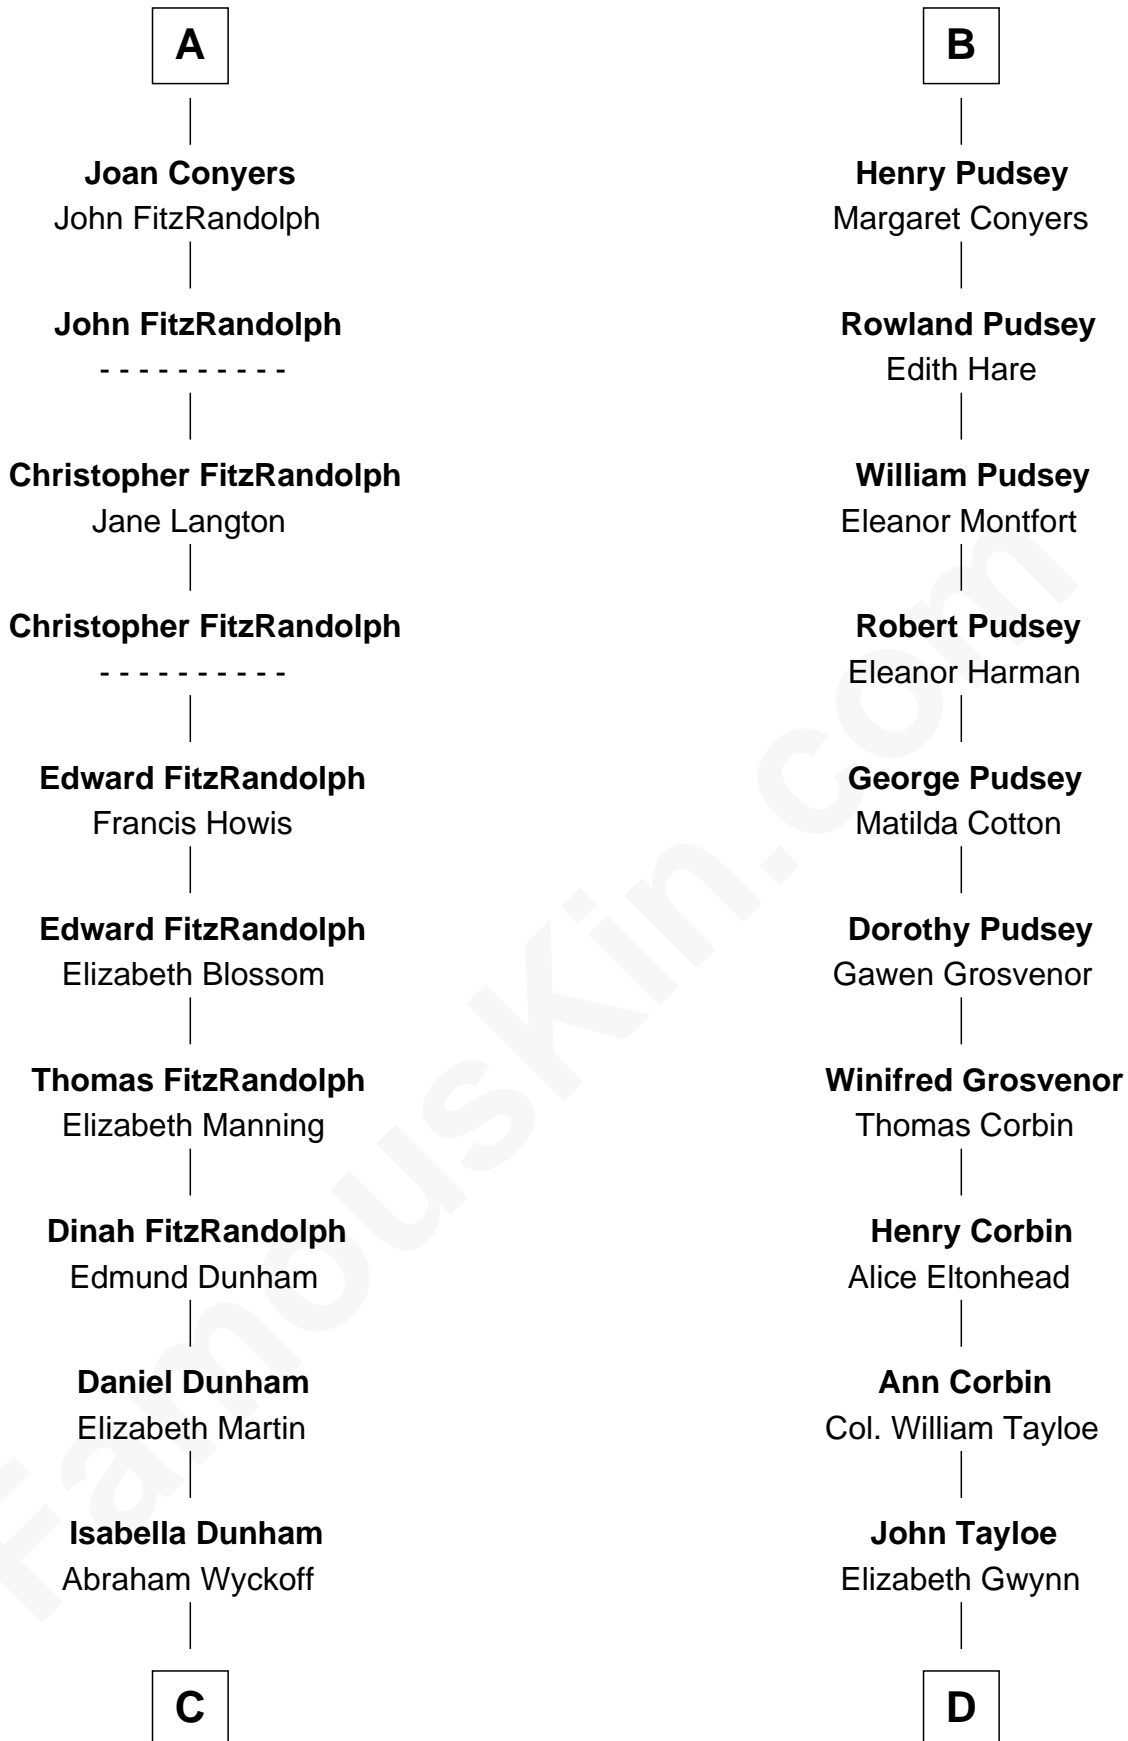 A
Joan Conyers
John FitzRandolph
John FitzRandolph
- - - - - - - - - -
Christopher FitzRandolph
Jane Langton
Christopher FitzRandolph
- - - - - - - - - -
Edward FitzRandolph
Francis Howis
Edward FitzRandolph
Elizabeth Blossom
Thomas FitzRandolph
Elizabeth Manning
Dinah FitzRandolph
Edmund Dunham
Daniel Dunham
Elizabeth Martin
Isabella Dunham
Abraham Wyckoff
C
B
Henry Pudsey
Margaret Conyers
Rowland Pudsey
Edith Hare
William Pudsey
Eleanor Montfort
Robert Pudsey
Eleanor Harman
George Pudsey
Matilda Cotton
Dorothy Pudsey
Gawen Grosvenor
Winifred Grosvenor
Thomas Corbin
Henry Corbin
Alice Eltonhead
Ann Corbin
Col. William Tayloe
John Tayloe
Elizabeth Gwynn
D
FamousKin.com